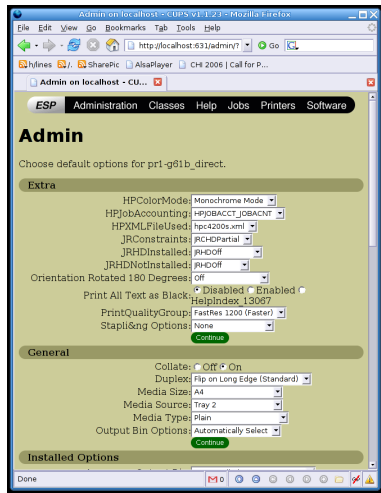 Admin on localhost - CUPS v1.1.23 - Mozilla Firefox
File Edit View Go Bookmarks Tab Tools Help
http://localhost:631/admin/? Go
h/lines /. SharePic AlsaPlayer CHI 2006 | Call for P...
Admin on localhost - CU...
ESP Administration Classes Help Jobs Printers Software
Admin
Choose default options for pr1-g61b_direct.
Extra
HPColorMode: Monochrome Mode
HPJobAccounting: HPJOBACCT_JOBACNT
HPXMLFileUsed: hpc4200s.xml
JRConstraints: JRCHDPartial
JRHDInstalled: JRHDOff
JRHDNotInstalled: JRHDOff
Orientation Rotated 180 Degrees: Off
Print All Text as Black: Disabled Enabled
HelpIndex_13067
PrintQualityGroup: FastRes 1200 (Faster)
Stapli&ng Options: None
Continue
General
Collate: Off On
Duplex: Flip on Long Edge (Standard)
Media Size: A4
Media Source: Tray 2
Media Type: Plain
Output Bin Options: Automatically Select
Continue
Installed Options
Done M 0